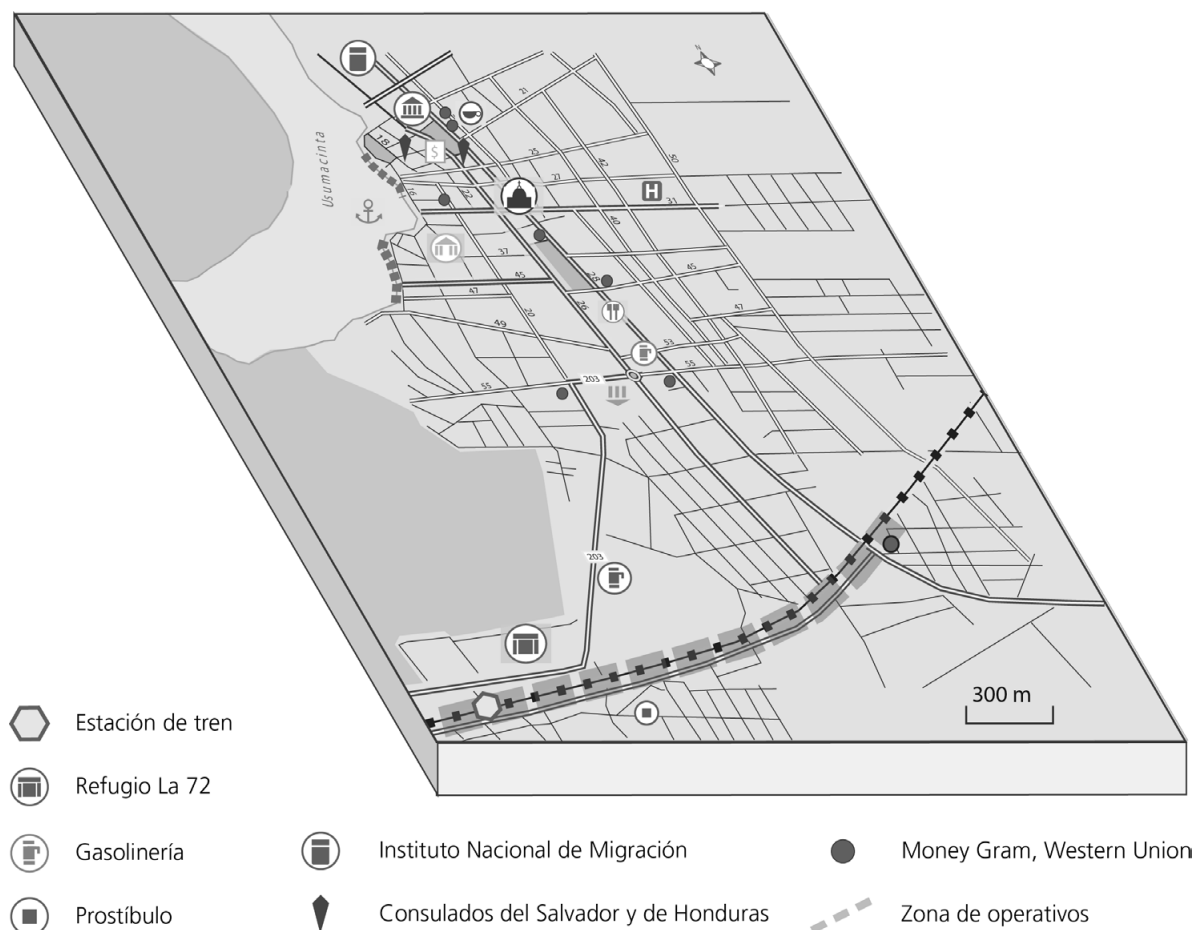 N
21
18
$
Usumacinta
42
50
27
16
22
H
31
40
37
28
45
45
47
26
20
47
49
53
55
203
55
203
300 m
Estación de tren
Refugio La 72
Gasolinería
Instituto Nacional de Migración
Money Gram, Western Union
Prostíbulo
Consulados del Salvador y de Honduras
Zona de operativos